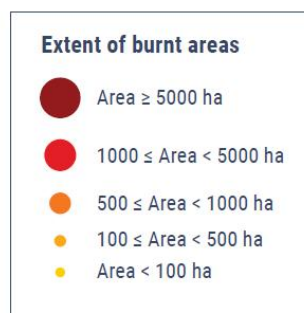 Extent of burnt areas
Area ≥ 5000 ha
1000 ≤ Area < 5000 ha
500 ≤ Area < 1000 ha
100 ≤ Area < 500 ha
Area < 100 ha